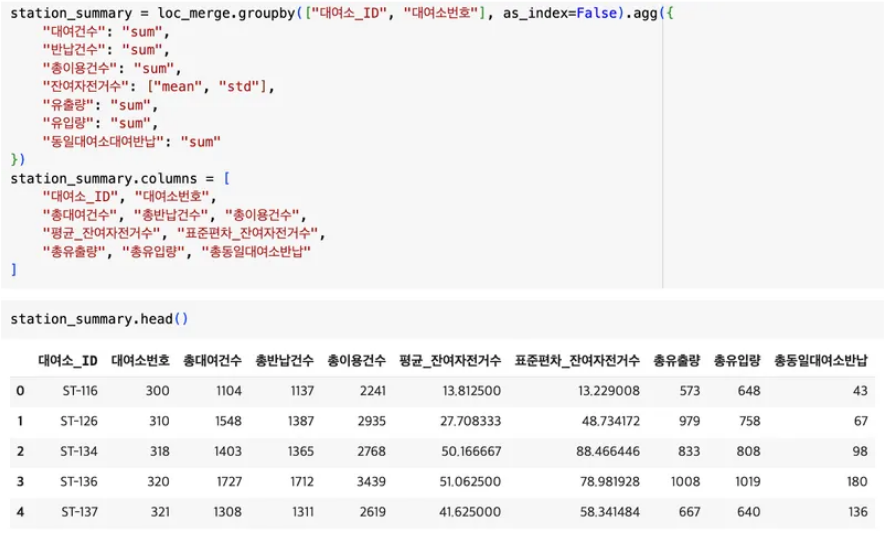 station_summary = loc_merge.groupby(["대여소_ID", "대여소번호"], as_index=False).agg({
    "대여건수": "sum",
    "반납건수": "sum",
    "총이용건수": "sum",
    "잔여자전거수": ["mean", "std"],
    "유출량": "sum",
    "유입량": "sum",
    "동일대여소대여반납": "sum"
})
station_summary.columns = [
    "대여소_ID", "대여소번호",
    "총대여건수", "총반납건수", "총이용건수",
    "평균_잔여자전거수", "표준편차_잔여자전거수",
    "총유출량", "총유입량", "총동일대여소반납"
]
station_summary.head()
대여소_ID 대여소번호 총대여건수 총반납건수 총이용건수 평균_잔여자전거수 표준편차_잔여자전거수 총유출량 총유입량 총동일대여소반납
0 ST-116 300 1104 1137 2241 13.812500 13.229008 573 648 43
1 ST-126 310 1548 1387 2935 27.708333 48.734172 979 758 67
2 ST-134 318 1403 1365 2768 50.166667 88.466446 833 808 98
3 ST-136 320 1727 1712 3439 51.062500 78.981928 1008 1019 180
4 ST-137 321 1308 1311 2619 41.625000 58.341484 667 640 136